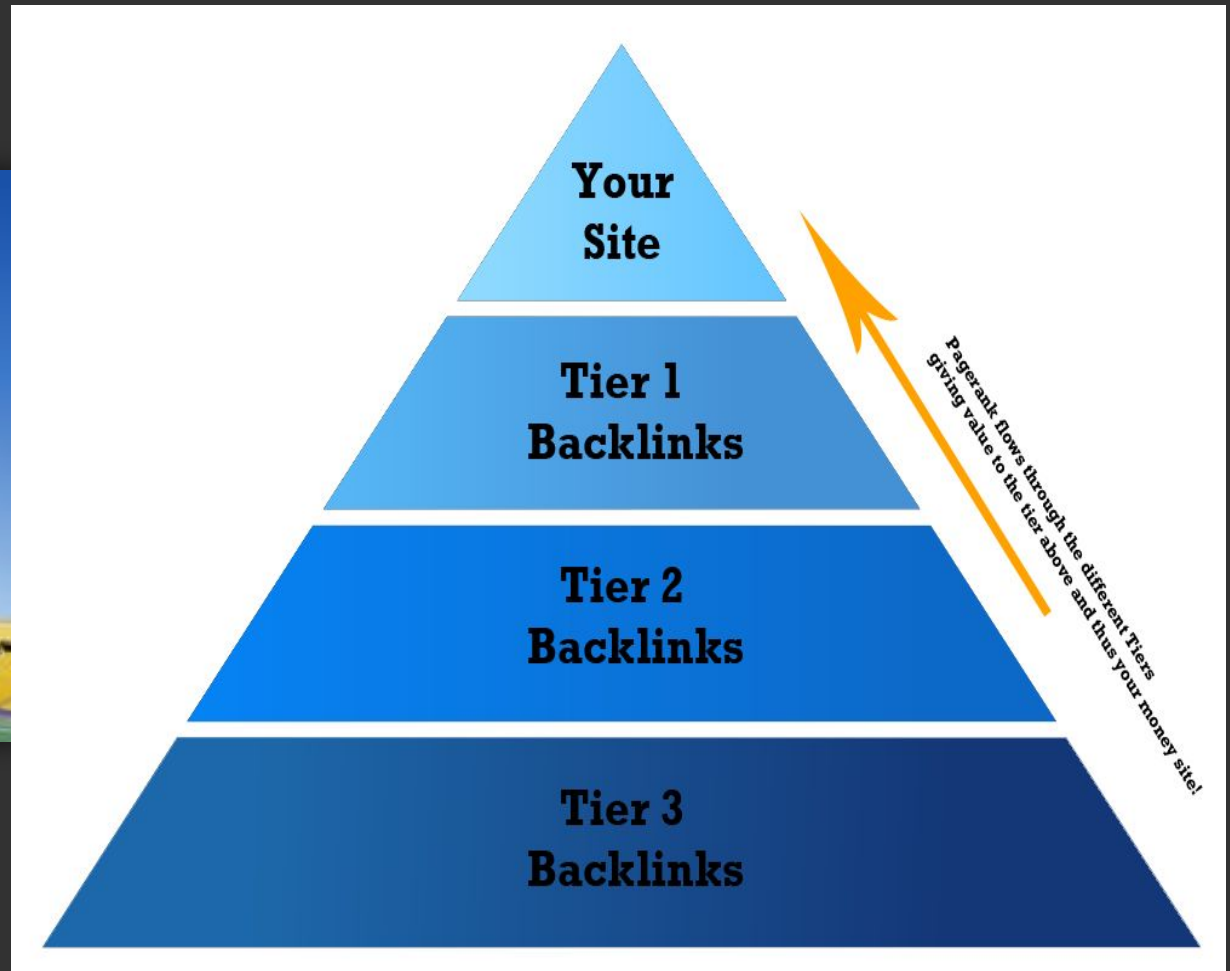 Your
Site
Tier 1
Backlinks
Tier 2
Backlinks
Tier 3
Backlinks
Pagerank flows through the different Tiers
giving value to the tier above and thus your money site!